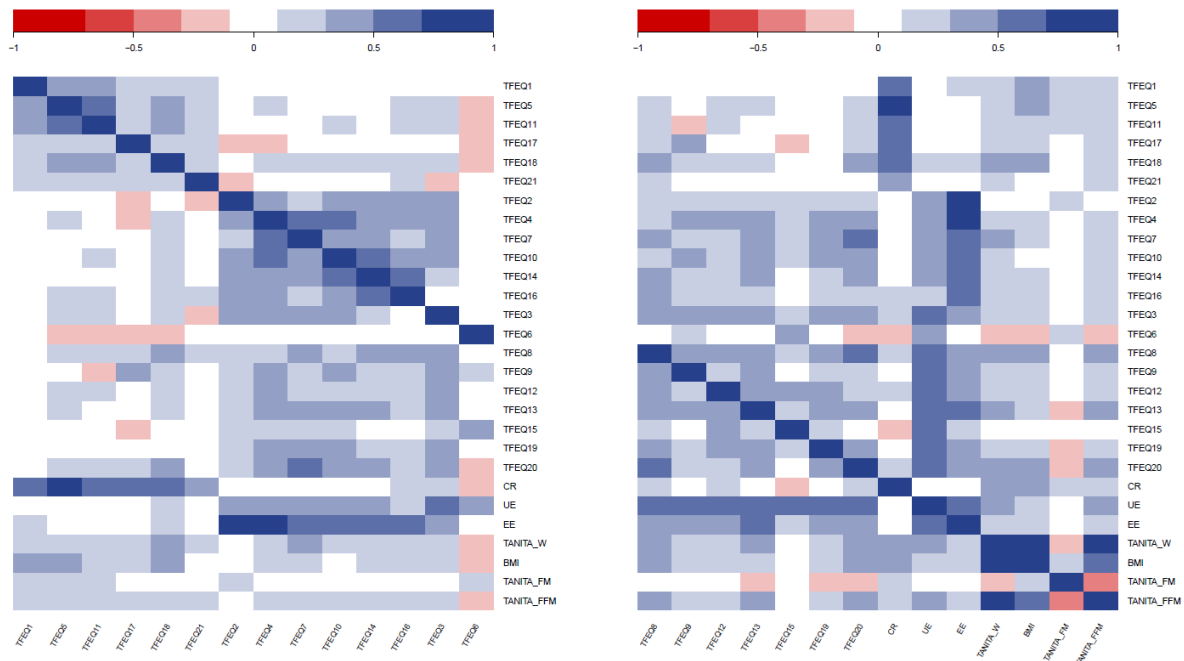 −1 −0.5 0 0.5 1
−1 −0.5 0 0.5 1
TFEQ1
TFEQ5
TFEQ11
TFEQ17
TFEQ18
TFEQ21
TFEQ2
TFEQ4
TFEQ7
TFEQ10
TFEQ14
TFEQ16
TFEQ3
TFEQ6
TFEQ8
TFEQ9
TFEQ12
TFEQ13
TFEQ15
TFEQ19
TFEQ20
CR
UE
EE
TANITA_W
BMI
TANITA_FM
TANITA_FFM
TFEQ1 TFEQ5 TFEQ11 TFEQ17 TFEQ18 TFEQ21 TFEQ2 TFEQ4 TFEQ7 TFEQ10 TFEQ14 TFEQ16 TFEQ3 TFEQ6
TFEQ1
TFEQ5
TFEQ11
TFEQ17
TFEQ18
TFEQ21
TFEQ2
TFEQ4
TFEQ7
TFEQ10
TFEQ14
TFEQ16
TFEQ3
TFEQ6
TFEQ8
TFEQ9
TFEQ12
TFEQ13
TFEQ15
TFEQ19
TFEQ20
CR
UE
EE
TANITA_W
BMI
TANITA_FM
TANITA_FFM
TFEQ8 TFEQ9 TFEQ12 TFEQ13 TFEQ15 TFEQ19 TFEQ20 CR UE EE TANITA_W BMI TANITA_FM TANITA_FFM